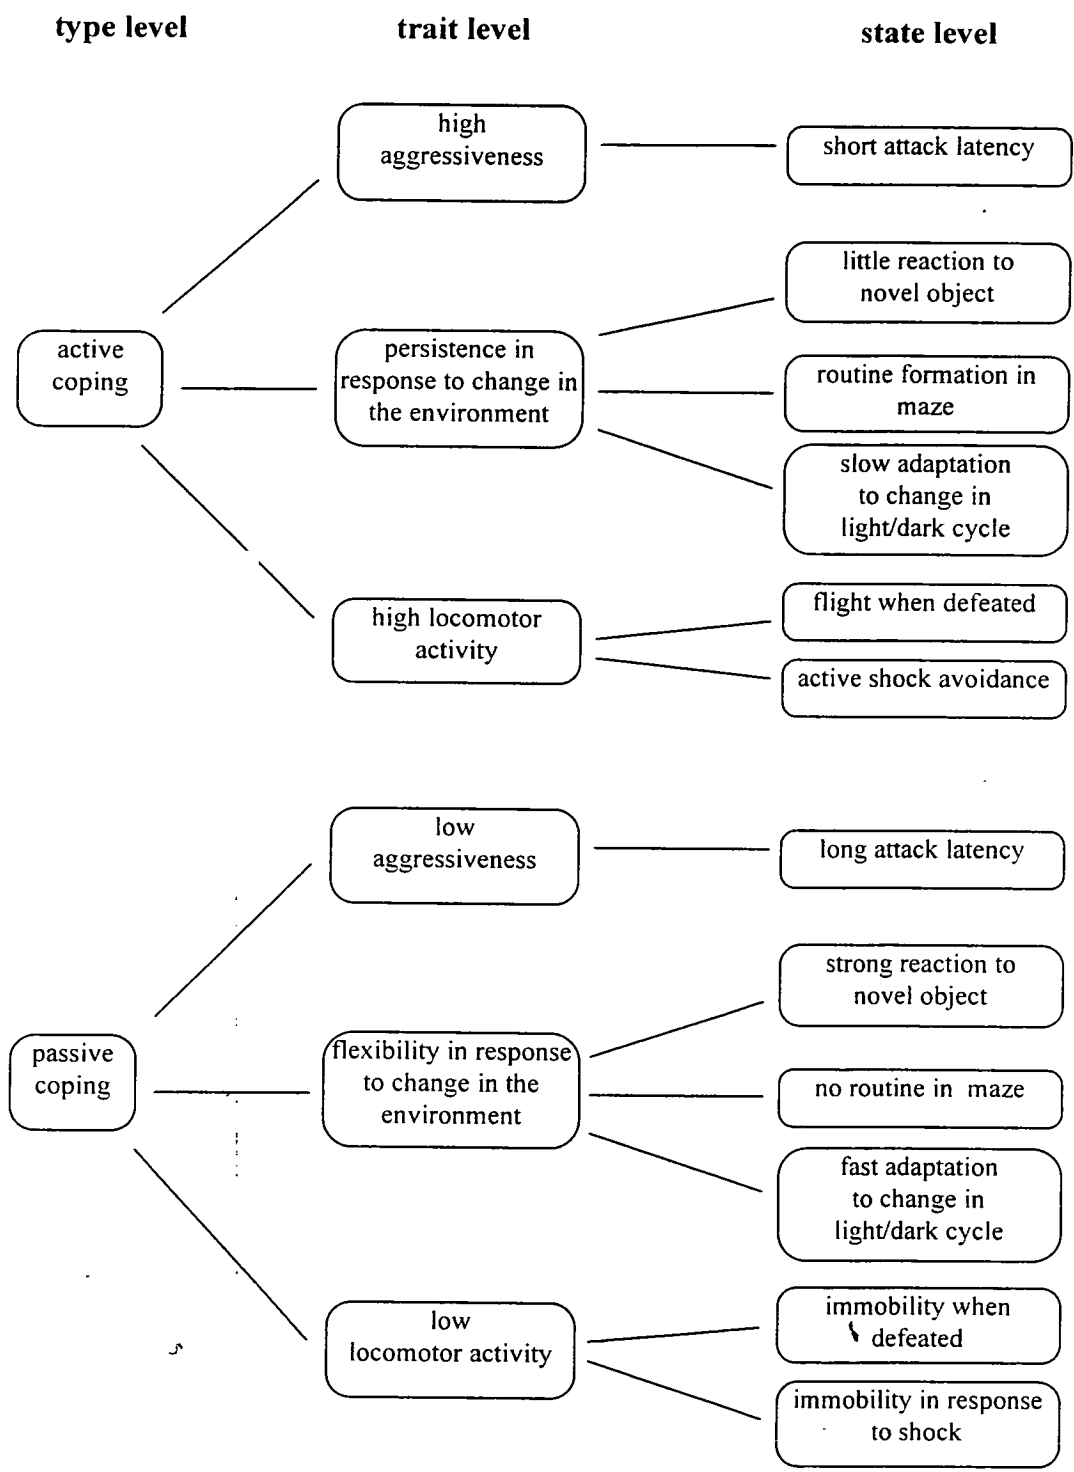 type level
trait level
state level
high
aggressiveness
short attack latency
little reaction to
novel object
active
coping
persistence in
response to change in
the environment
routine formation in
maze
slow adaptation
to change in
light/dark cycle
high locomotor
activity
flight when defeated
active shock avoidance
low
aggressiveness
long attack latency
strong reaction to
novel object
passive
coping
flexibility in response
to change in the
environment
no routine in maze
fast adaptation
to change in
light/dark cycle
low
locomotor activity
immobility when
defeated
immobility in response
to shock